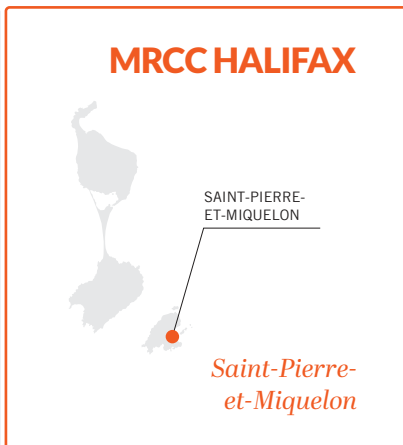 MRCC HALIFAX
SAINT-PIERRE-
ET-MIQUELON
Saint-Pierre-
et-Miquelon